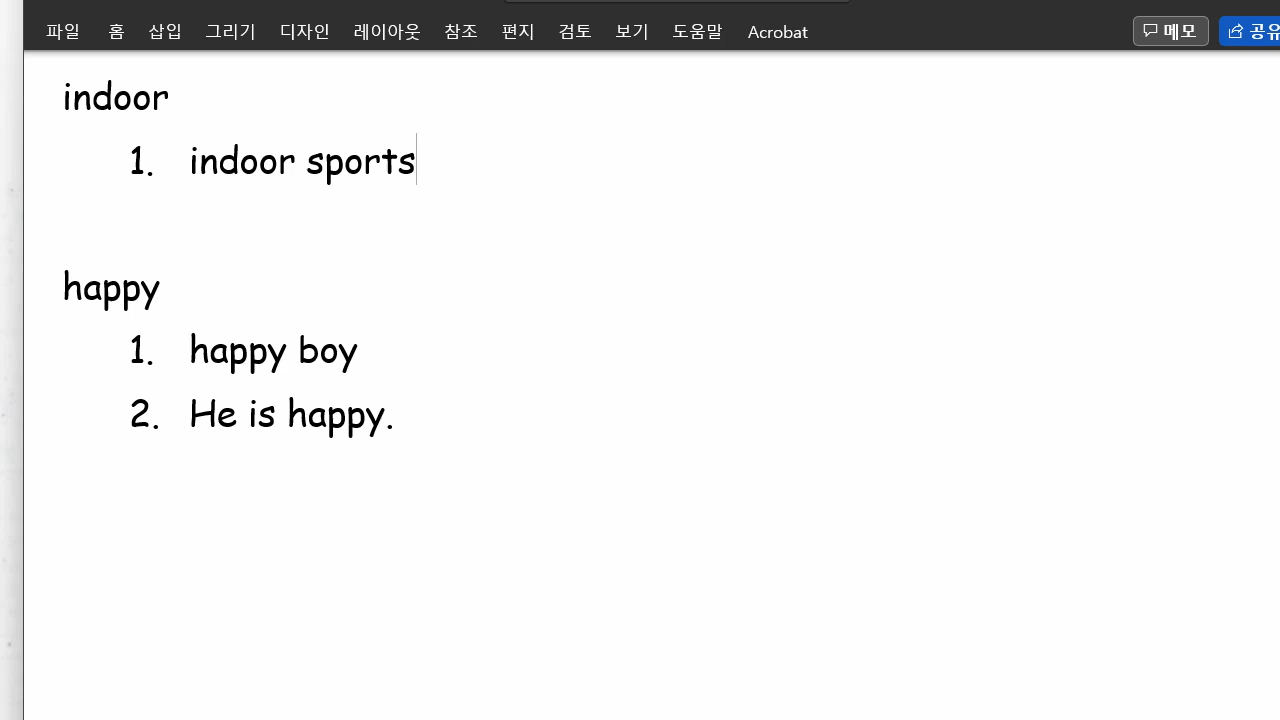 파일 홈 삽입 그리기 디자인 레이아웃 참조 편지 검토 보기 도움말 Acrobat 메모 공유
indoor
1. indoor sports
happy
1. happy boy
2. He is happy.